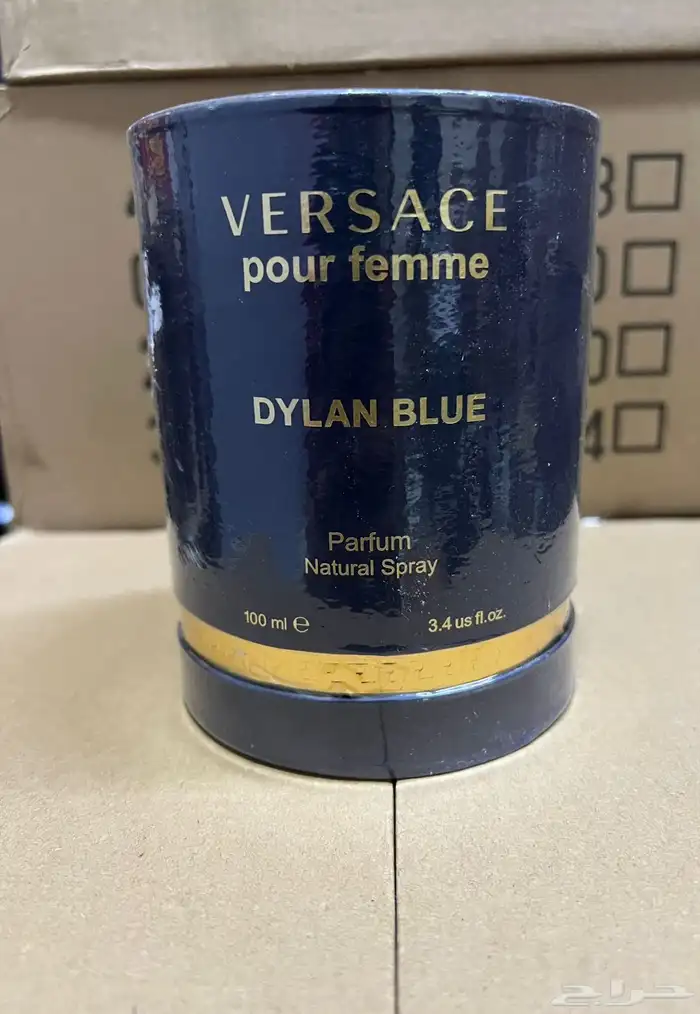 VERSACE
pour femme
DYLAN BLUE
Parfum
Natural Spray
100 ml ℮
3.4 us fl.oz.
حراج